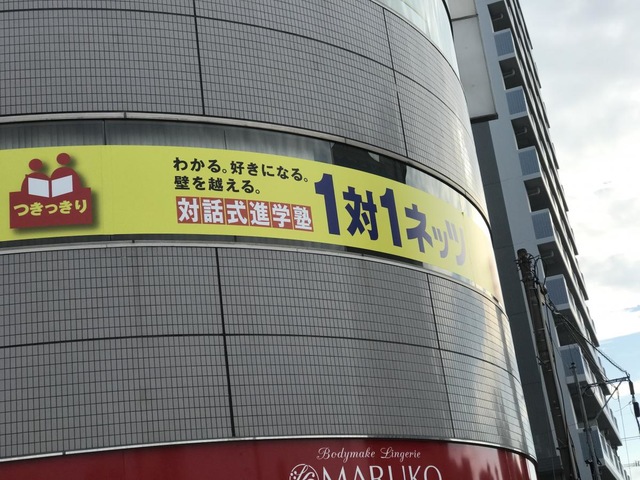 つきっきり
わかる。好きになる。
壁を越える。
対話式進学塾
1対1ネッツ
Bodymake Lingerie
MARUKO